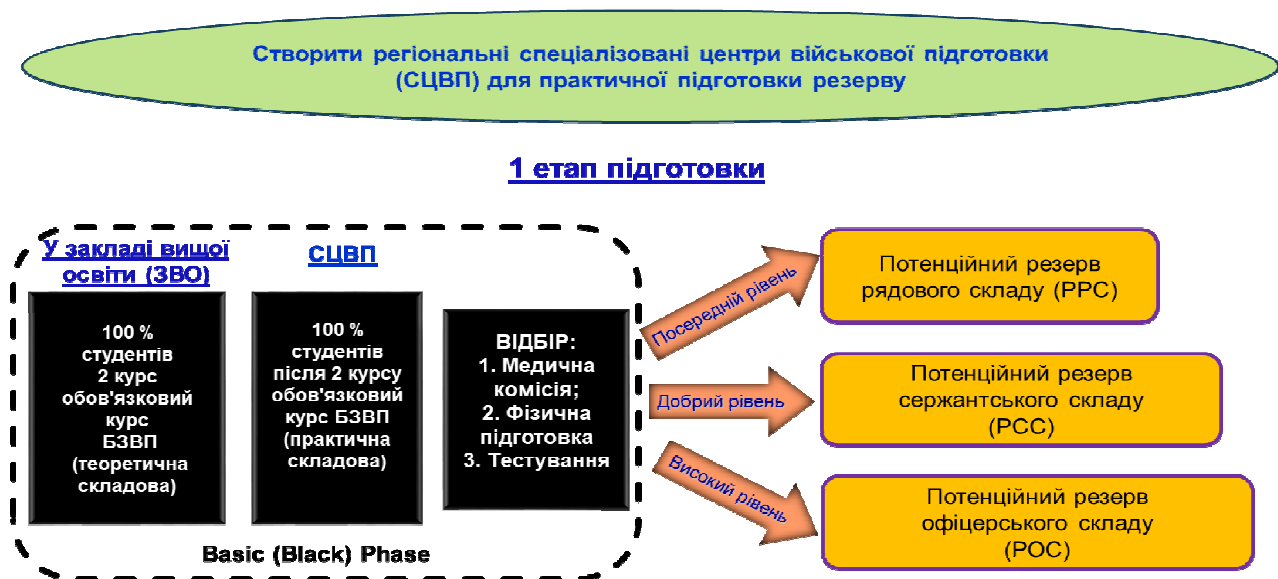 Створити регіональні спеціалізовані центри військової підготовки
(СЦВП) для практичної підготовки резерву
1 етап підготовки
У закладі вищої
освіти (ЗВО)
100 %
студентів
2 курс
обов'язковий
курс
БЗВП
(теоретична
складова)
СЦВП
100 %
студентів
після 2 курсу
обов'язковий
курс БЗВП
(практична
складова)
ВІДБІР:
1. Медична
комісія;
2. Фізична
підготовка
3. Тестування
Basic (Black) Phase
Посередній рівень
Потенційний резерв
рядового складу (РРС)
Добрий рівень
Потенційний резерв
сержантського складу
(РСС)
Високий рівень
Потенційний резерв
офіцерського складу
(РОС)